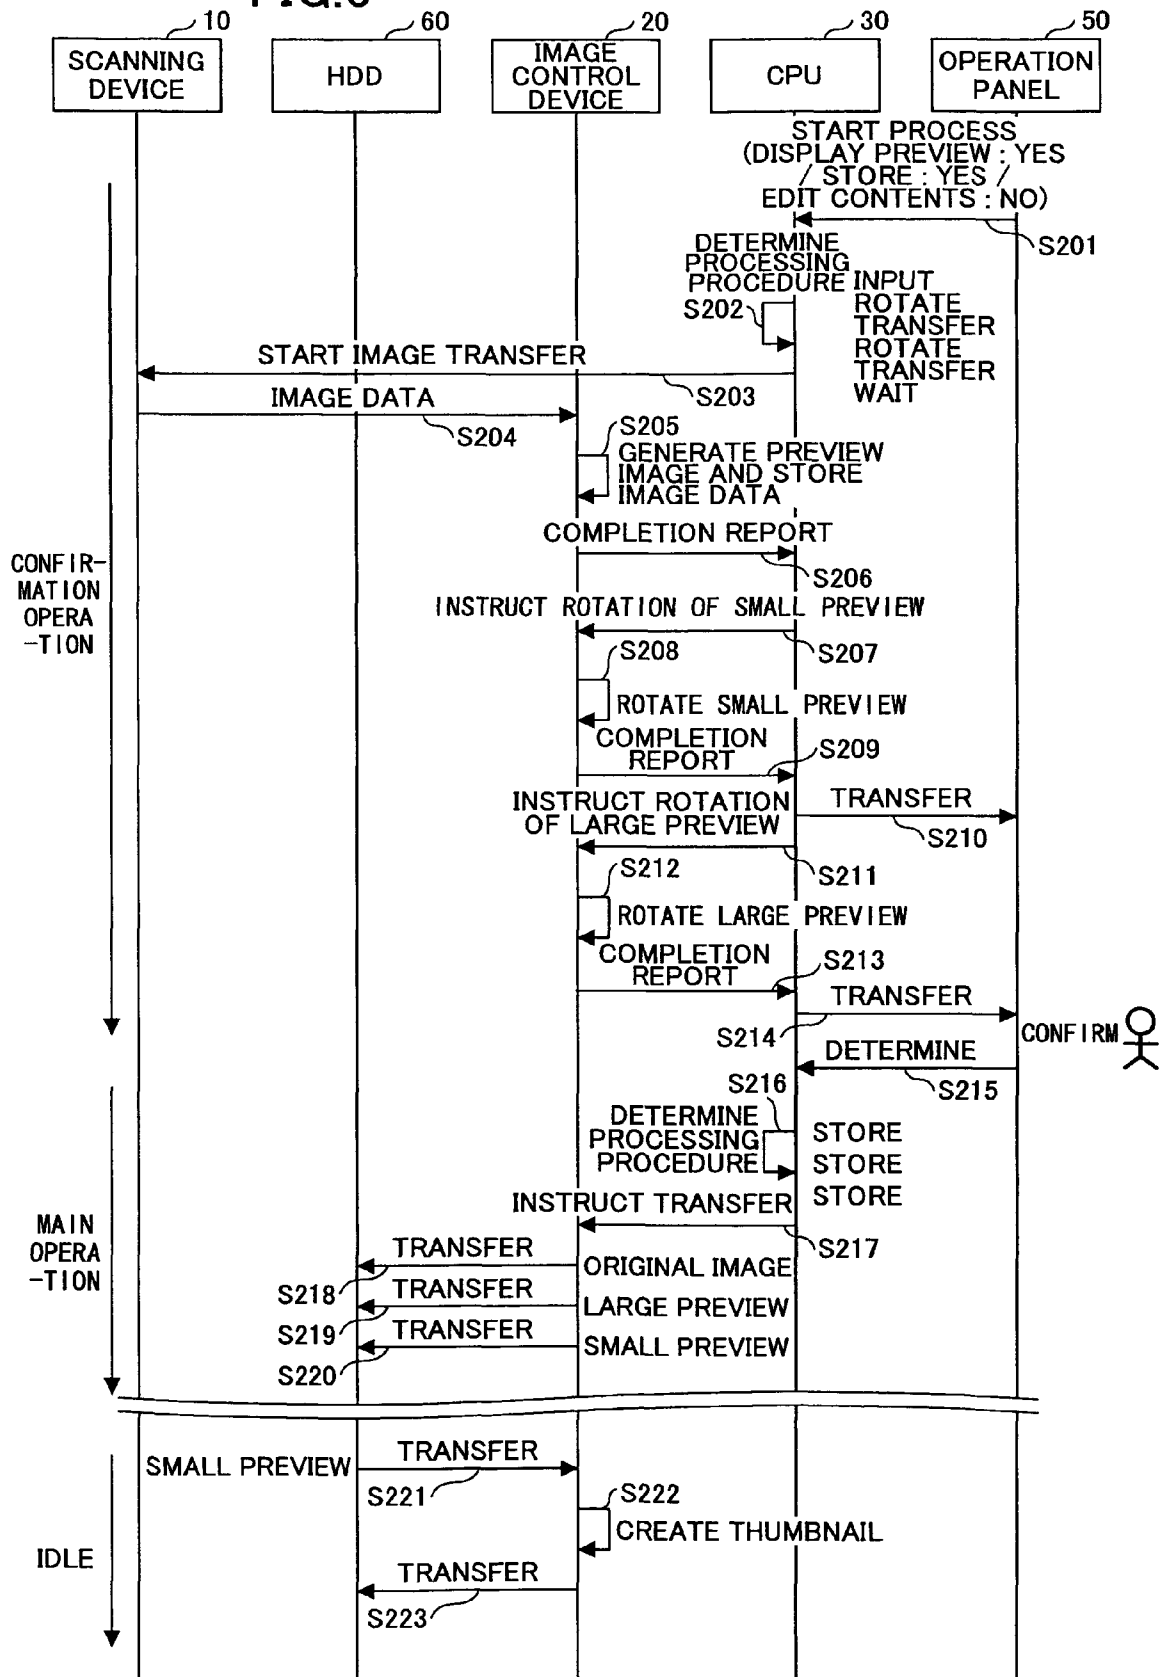 10
60
20
30
50
SCANNING
DEVICE
HDD
IMAGE
CONTROL
DEVICE
CPU
OPERATION
PANEL
START PROCESS
(DISPLAY PREVIEW : YES
/ STORE : YES /
EDIT CONTENTS : NO)
S201
DETERMINE
PROCESSING
PROCEDURE
S202
INPUT
ROTATE
TRANSFER
ROTATE
TRANSFER
WAIT
START IMAGE TRANSFER
S203
IMAGE DATA
S204
S205
GENERATE PREVIEW
IMAGE AND STORE
IMAGE DATA
COMPLETION REPORT
S206
CONFIR-
MATION
OPERA
-TION
INSTRUCT ROTATION OF SMALL PREVIEW
S207
S208
ROTATE SMALL PREVIEW
COMPLETION
REPORT
S209
INSTRUCT ROTATION
OF LARGE PREVIEW
TRANSFER
S210
S211
S212
ROTATE LARGE PREVIEW
COMPLETION
REPORT
S213
TRANSFER
S214
CONFIRM
DETERMINE
S215
S216
DETERMINE
PROCESSING
PROCEDURE
STORE
STORE
STORE
INSTRUCT TRANSFER
S217
MAIN
OPERA
-TION
TRANSFER
ORIGINAL IMAGE
S218
TRANSFER
LARGE PREVIEW
S219
TRANSFER
SMALL PREVIEW
S220
SMALL PREVIEW
TRANSFER
S221
S222
CREATE THUMBNAIL
IDLE
TRANSFER
S223